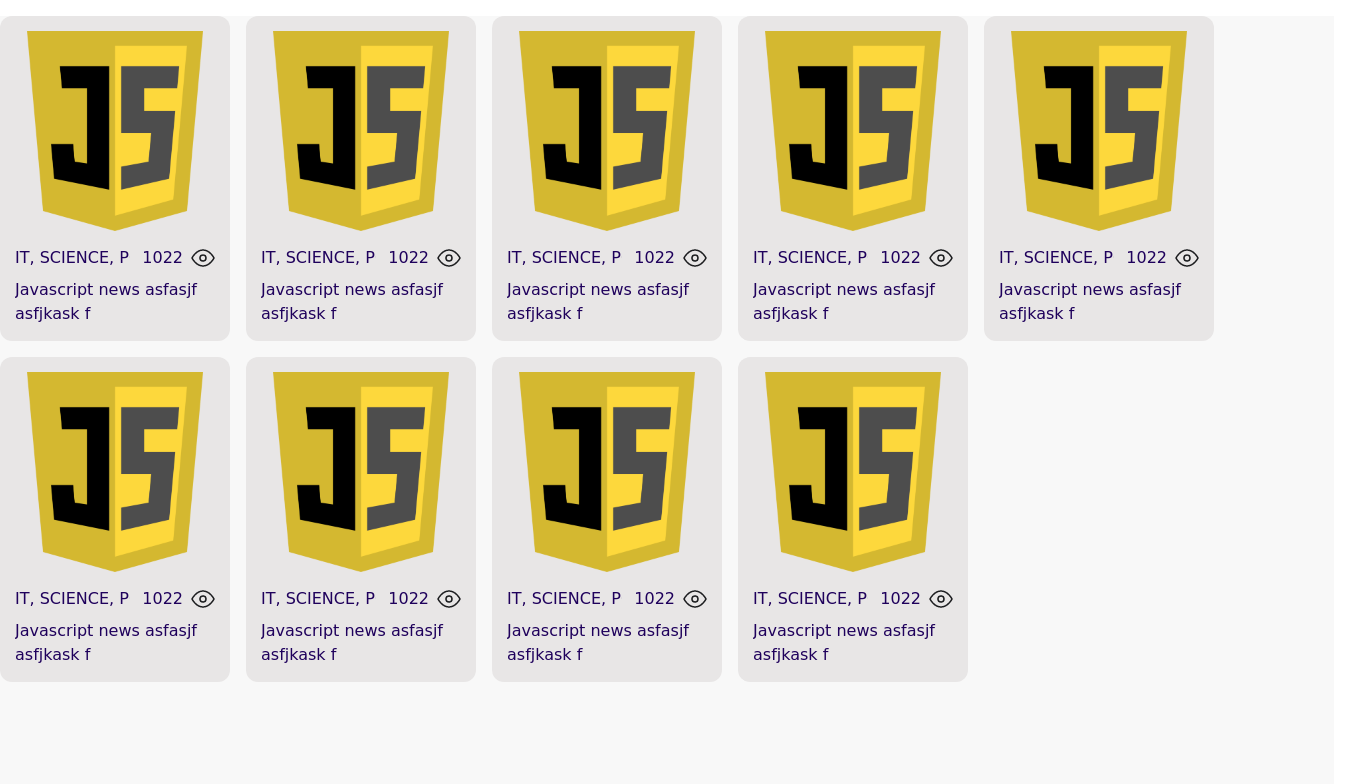 JS JS JS JS JS
IT, SCIENCE, P 1022 IT, SCIENCE, P 1022 IT, SCIENCE, P 1022 IT, SCIENCE, P 1022 IT, SCIENCE, P 1022
Javascript news asfasjf Javascript news asfasjf Javascript news asfasjf Javascript news asfasjf Javascript news asfasjf
asfjkask f asfjkask f asfjkask f asfjkask f asfjkask f
JS JS JS JS
IT, SCIENCE, P 1022 IT, SCIENCE, P 1022 IT, SCIENCE, P 1022 IT, SCIENCE, P 1022
Javascript news asfasjf Javascript news asfasjf Javascript news asfasjf Javascript news asfasjf
asfjkask f asfjkask f asfjkask f asfjkask f